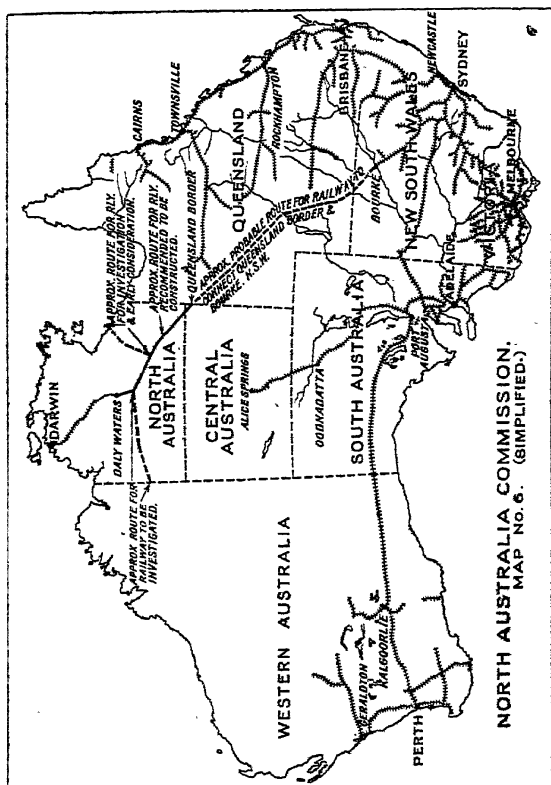 DARWIN
DALY WATERS
APPROX ROUTE FOR RLY.
FOR INVESTIGATION
& EARLY CONSIDERATION.
APPROX. ROUTE FOR RLY.
RECOMMENDED TO BE
CONSTRUCTED.
QUEENSLAND BORDER
APPROX. ROUTE FOR
RAILWAY TO BE
INVESTIGATED.
NORTH
AUSTRALIA
CENTRAL
AUSTRALIA
ALICE SPRINGS
APPROX. PROBABLE ROUTE FOR RAILWAY TO
CONNECT QUEENSLAND BORDER &
BOURKE. N.S.W.
CAIRNS
TOWNSVILLE
QUEENSLAND
ROCKHAMPTON
BRISBANE
WESTERN AUSTRALIA
OODNADATTA
SOUTH AUSTRALIA
BOURKE
NEW SOUTH WALES
NEWCASTLE
SYDNEY
GERALDTON
KALGOORLIE
PERTH
PORT
AUGUSTA
ADELAIDE
VICTORIA
MELBOURNE
NORTH AUSTRALIA COMMISSION.
MAP No. 6. (SIMPLIFIED.)